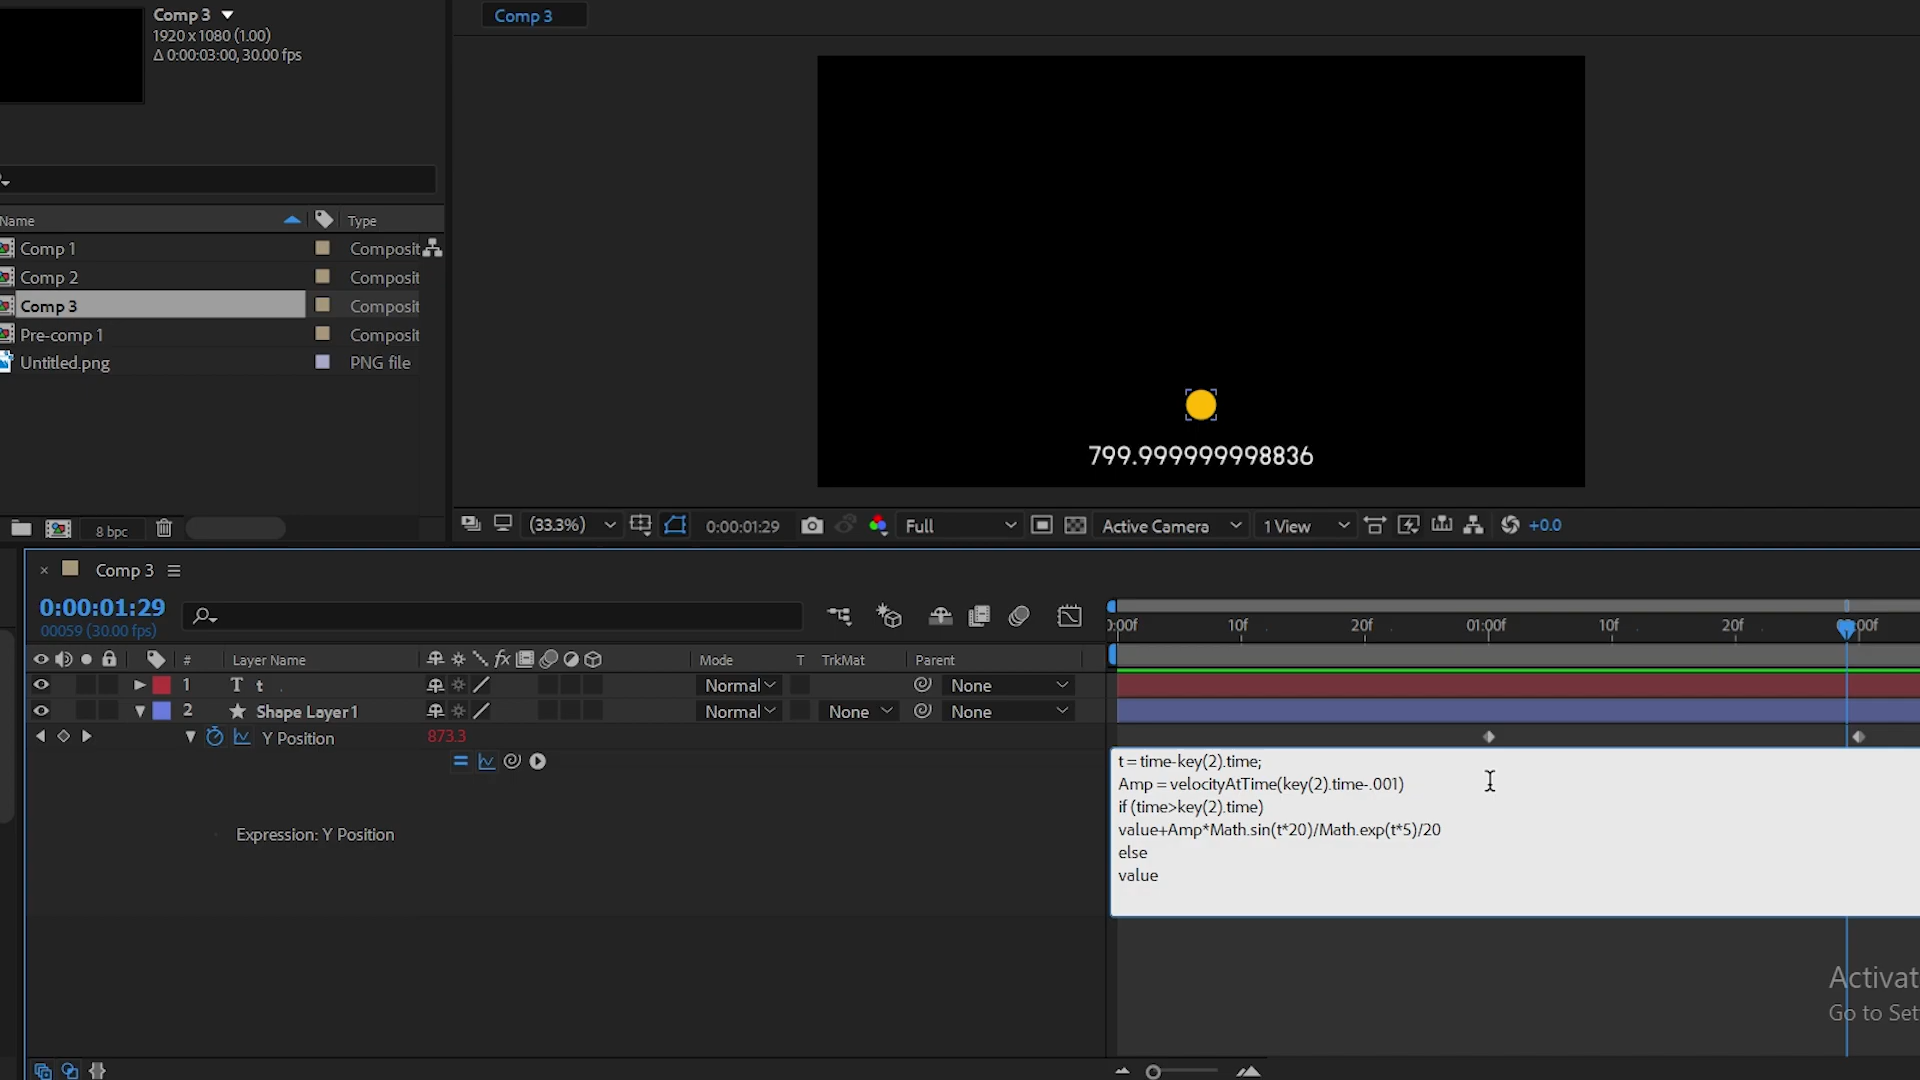 Comp 3
1920 x 1080 (1.00)
Δ 0:00:03:00, 30.00 fps
Comp 3
Name
Type
Comp 1
Composit
Comp 2
Composit
Comp 3
Composit
Pre-comp 1
Composit
Untitled.png
PNG file
8 bpc
799.999999998836
(33.3%)
0:00:01:29
Full
Active Camera
1 View
+0.0
Comp 3
0:00:01:29
00059 (30.00 fps)
:00f
10f
20f
01:00f
10f
20f
:00f
#
Layer Name
fx
Mode
T
TrkMat
Parent
1
T
t
Normal
None
2
Shape Layer 1
Normal
None
None
Y Position
873.3
Expression: Y Position
t = time-key(2).time;
Amp = velocityAtTime(key(2).time-.001)
if (time>key(2).time)
value+Amp*Math.sin(t*20)/Math.exp(t*5)/20
else
value
Activat
Go to Set